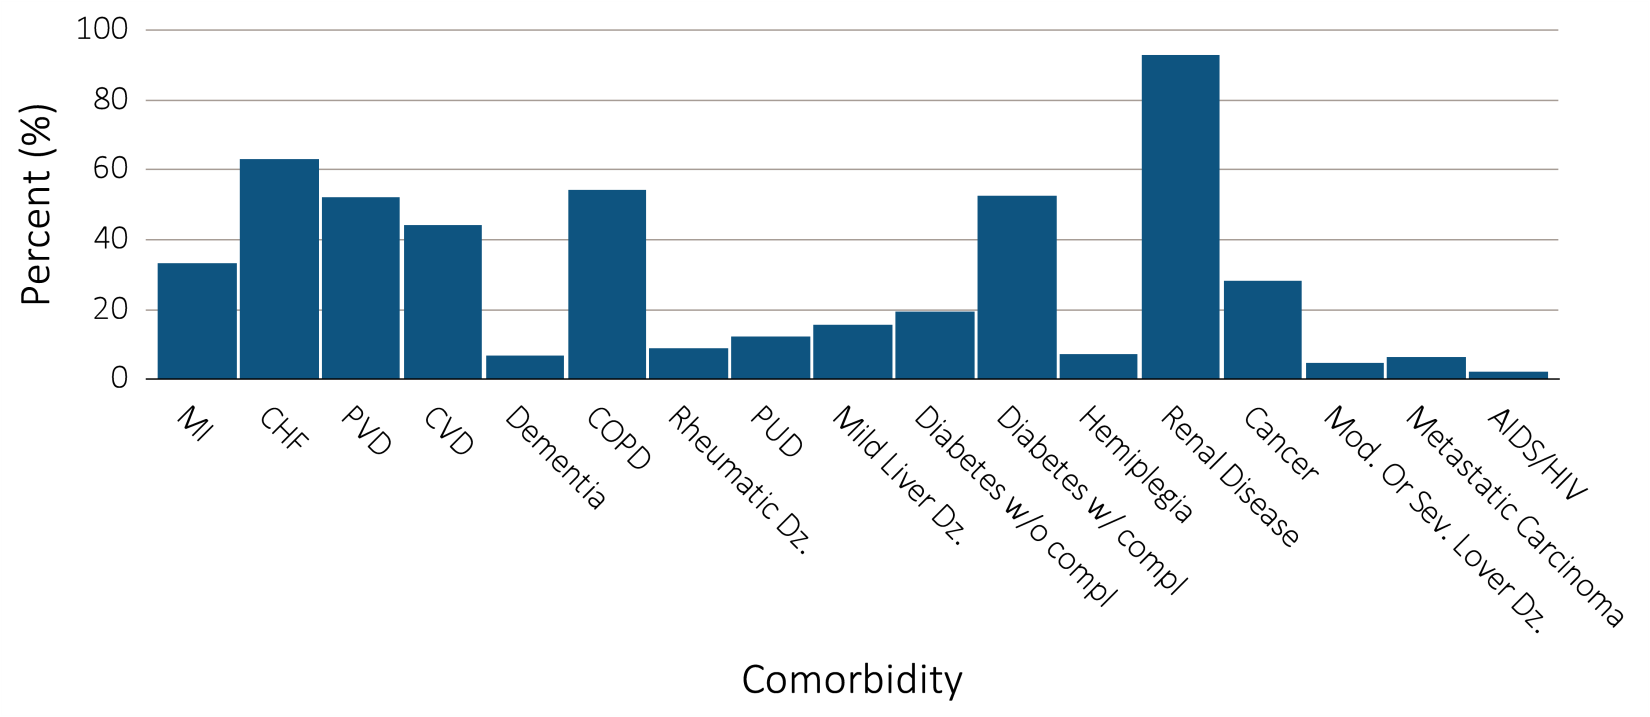 Percent (%)
100
80
60
40
20
0
MI
CHF
PVD
CVD
Dementia
COPD
Rheumatic Dz.
PUD
Mild Liver Dz.
Diabetes w/o compl
Diabetes w/ compl
Hemiplegia
Renal Disease
Cancer
Mod. Or Sev. Lover Dz.
Metastatic Carcinoma
AIDS/HIV
Comorbidity